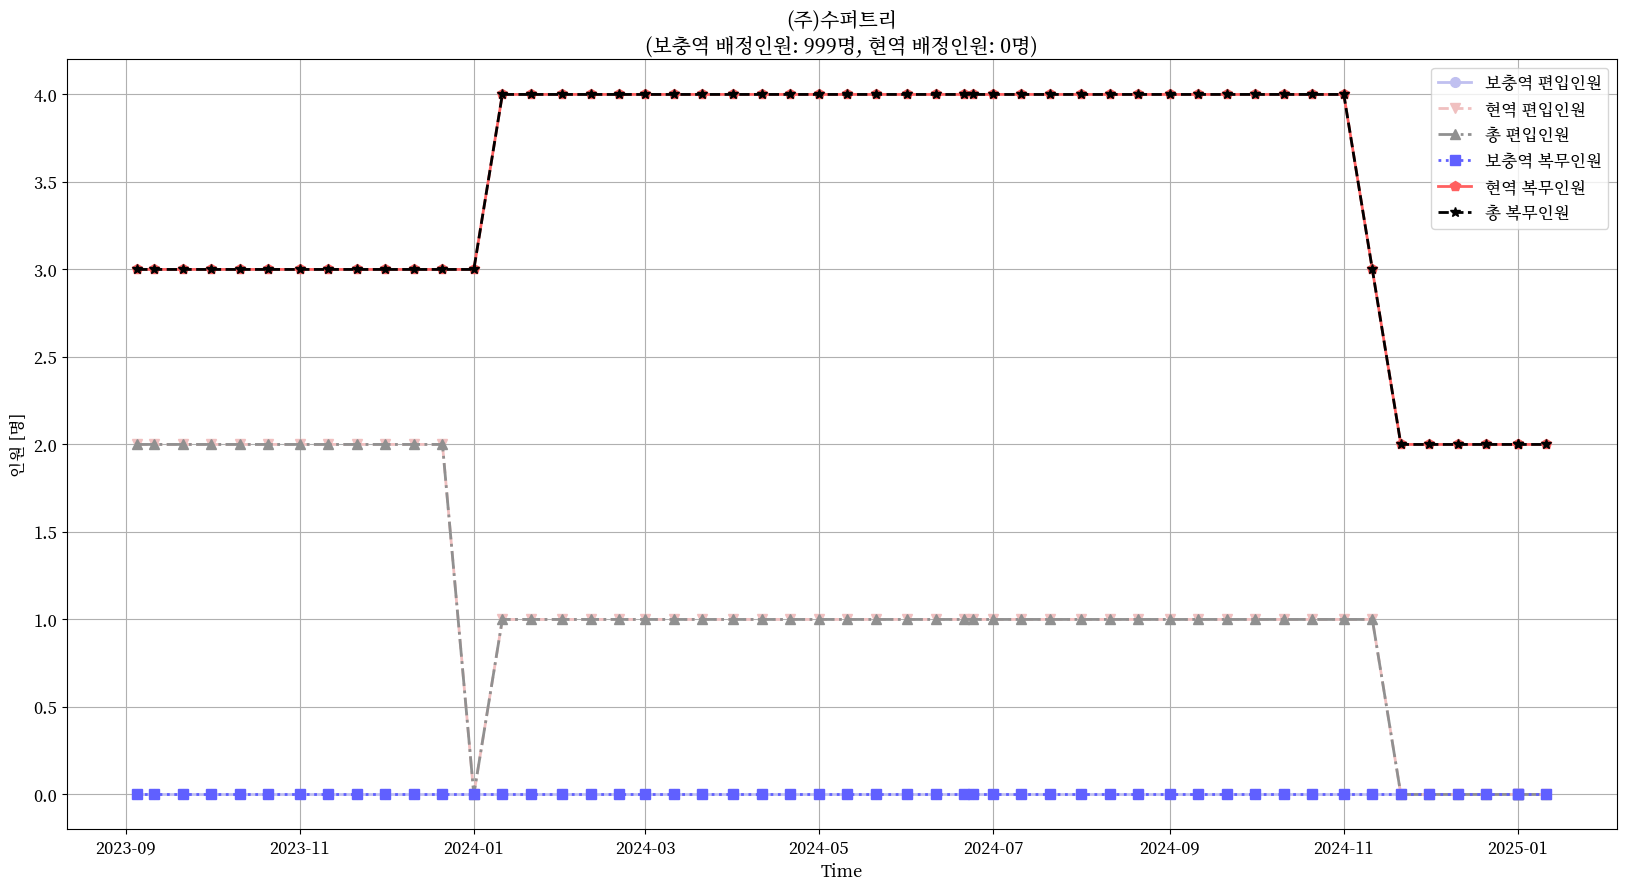 (주)수퍼트리
(보충역 배정인원: 999명, 현역 배정인원: 0명)
보충역 편입인원
현역 편입인원
총 편입인원
보충역 복무인원
현역 복무인원
총 복무인원
인원 [명]
4.0
3.5
3.0
2.5
2.0
1.5
1.0
0.5
0.0
2023-09 2023-11 2024-01 2024-03 2024-05 2024-07 2024-09 2024-11 2025-01
Time